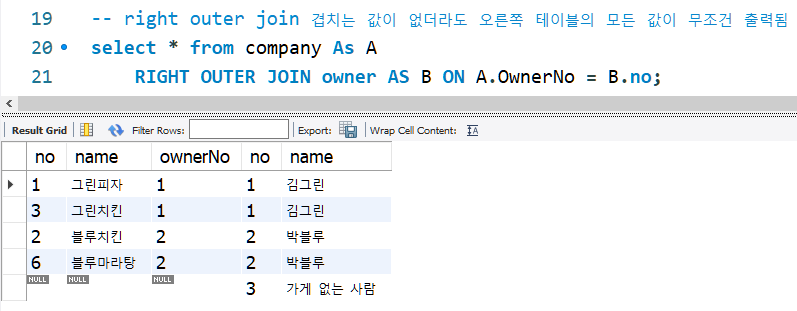 19 -- right outer join 겹치는 값이 없더라도 오른쪽 테이블의 모든 값이 무조건 출력됨
20 select * from company As A
21 RIGHT OUTER JOIN owner AS B ON A.OwnerNo = B.no;
Result Grid Filter Rows: Export: Wrap Cell Content: IA
no name ownerNo no name
1 그린피자 1 1 김그린
3 그린치킨 1 1 김그린
2 블루치킨 2 2 박블루
6 블루마라탕 2 2 박블루
NULL NULL NULL 3 가게 없는 사람